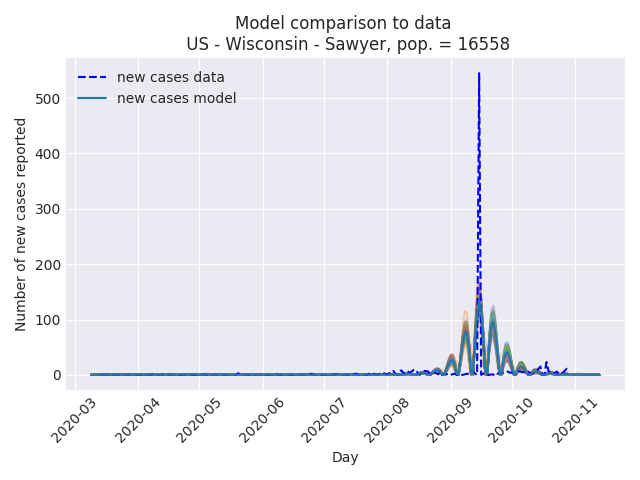 Model comparison to data
US - Wisconsin - Sawyer, pop. = 16558
new cases data
new cases model
Number of new cases reported
500
400
300
200
100
0
2020-03
2020-04
2020-05
2020-06
2020-07
2020-08
2020-09
2020-10
2020-11
Day